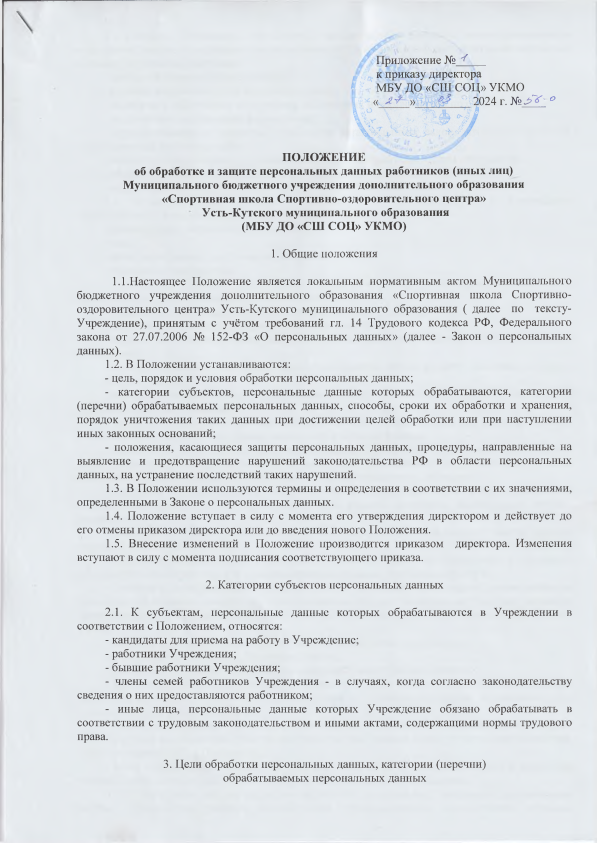 Приложение № 1
к приказу директора
МБУ ДО «СШ СОЦ» УКМО
« 27 » 03 2024 г. № 56-о
ПОЛОЖЕНИЕ
об обработке и защите персональных данных работников (иных лиц)
Муниципального бюджетного учреждения дополнительного образования
«Спортивная школа Спортивно-оздоровительного центра»
Усть-Кутского муниципального образования
(МБУ ДО «СШ СОЦ» УКМО)
1. Общие положения
1.1.Настоящее Положение является локальным нормативным актом Муниципального
бюджетного учреждения дополнительного образования «Спортивная школа Спортивно-
оздоровительного центра» Усть-Кутского муниципального образования ( далее по тексту-
Учреждение), принятым с учётом требований гл. 14 Трудового кодекса РФ, Федерального
закона от 27.07.2006 № 152-ФЗ «О персональных данных» (далее - Закон о персональных
данных).
1.2. В Положении устанавливаются:
- цель, порядок и условия обработки персональных данных;
- категории субъектов, персональные данные которых обрабатываются, категории
(перечни) обрабатываемых персональных данных, способы, сроки их обработки и хранения,
порядок уничтожения таких данных при достижении целей обработки или при наступлении
иных законных оснований;
- положения, касающиеся защиты персональных данных, процедуры, направленные на
выявление и предотвращение нарушений законодательства РФ в области персональных
данных, на устранение последствий таких нарушений.
1.3. В Положении используются термины и определения в соответствии с их значениями,
определенными в Законе о персональных данных.
1.4. Положение вступает в силу с момента его утверждения директором и действует до
его отмены приказом директора или до введения нового Положения.
1.5. Внесение изменений в Положение производится приказом директора. Изменения
вступают в силу с момента подписания соответствующего приказа.
2. Категории субъектов персональных данных
2.1. К субъектам, персональные данные которых обрабатываются в Учреждении в
соответствии с Положением, относятся:
- кандидаты для приема на работу в Учреждение;
- работники Учреждения;
- бывшие работники Учреждения;
- члены семей работников Учреждения - в случаях, когда согласно законодательству
сведения о них предоставляются работником;
- иные лица, персональные данные которых Учреждение обязано обрабатывать в
соответствии с трудовым законодательством и иными актами, содержащими нормы трудового
права.
3. Цели обработки персональных данных, категории (перечни)
обрабатываемых персональных данных